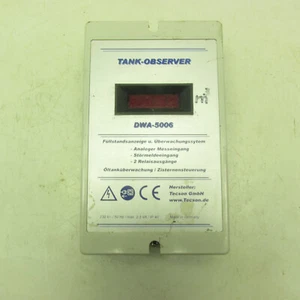 TANK-OBSERVER
m³
DWA-5006
Füllstandsanzeige u. Überwachungssystem
- Analoger Messeingang
- Störmeldeeingang
- 2 Relaisausgänge
Öltanküberwachung / Zisternensteuerung
Hersteller:
Tecson GmbH
www.Tecson.de
CE